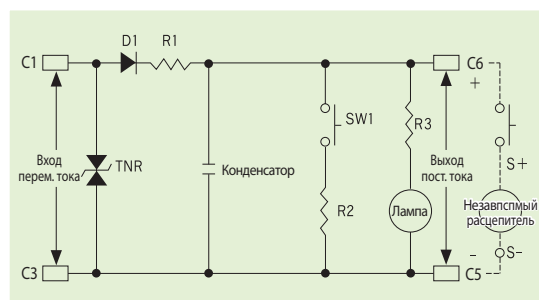 D1
R1
C1
C6
+
SW1
R3
S+
Вход
перем. тока
TNR
Конденсатор
Выход
пост. тока
R2
Лампа
Незавпспмый
расцепитель
C3
–
C5
S–